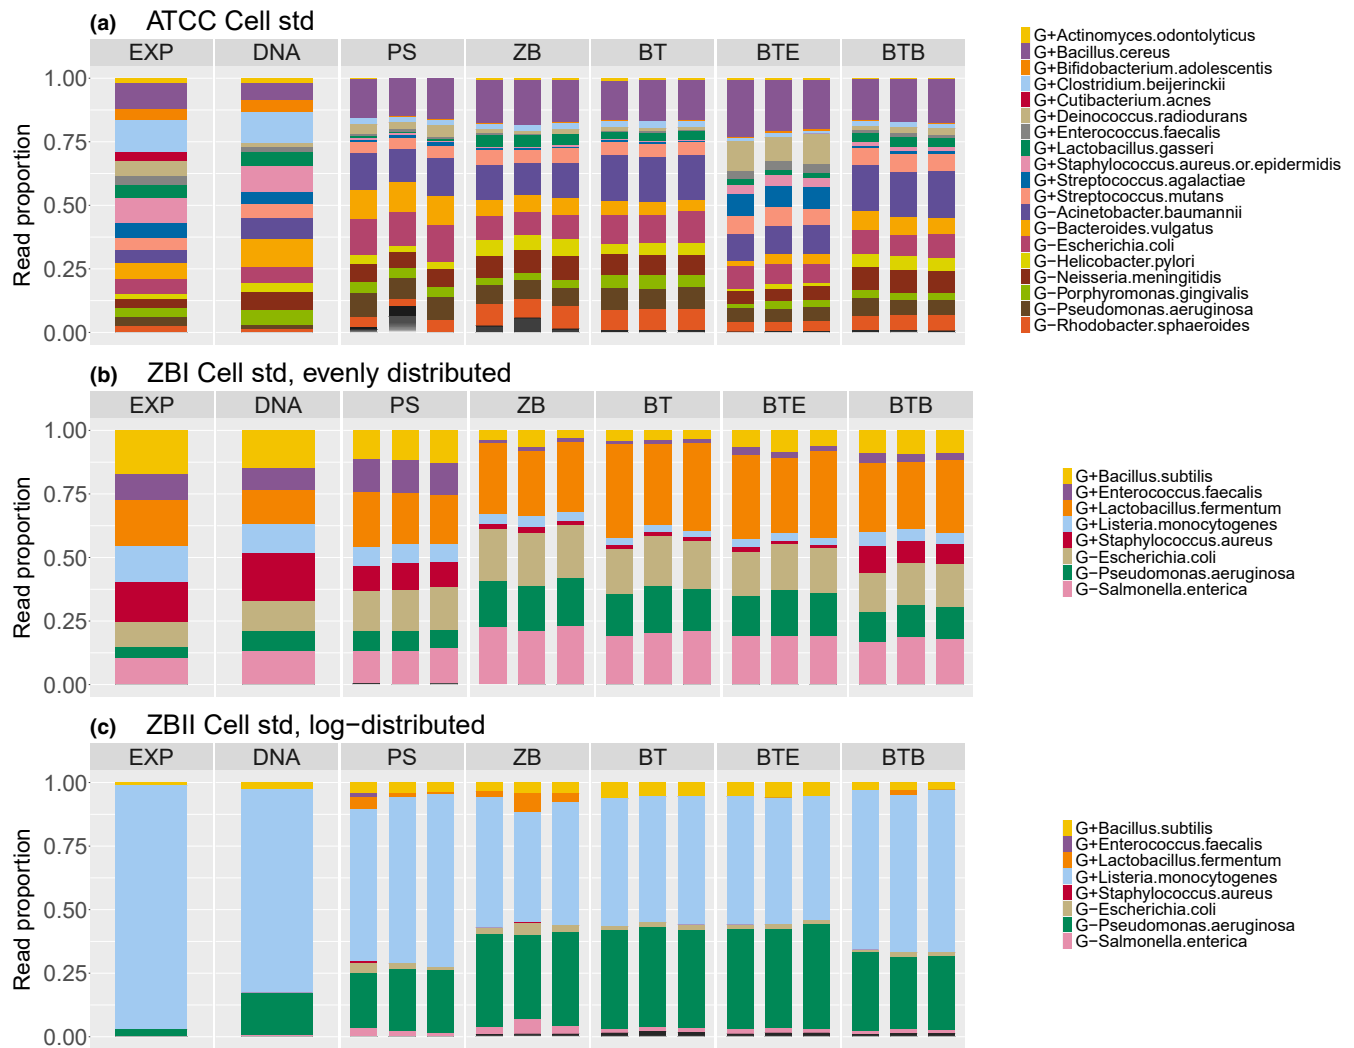 (a) ATCC Cell std
EXP DNA PS ZB BT BTE BTB
Read proportion
1.00
0.75
0.50
0.25
0.00
G+Actinomyces.odontolyticus
G+Bacillus.cereus
G+Bifidobacterium.adolescentis
G+Clostridium.beijerinckii
G+Cutibacterium.acnes
G+Deinococcus.radiodurans
G+Enterococcus.faecalis
G+Lactobacillus.gasseri
G+Staphylococcus.aureus.or.epidermidis
G+Streptococcus.agalactiae
G+Streptococcus.mutans
G−Acinetobacter.baumannii
G−Bacteroides.vulgatus
G−Escherichia.coli
G−Helicobacter.pylori
G−Neisseria.meningitidis
G−Porphyromonas.gingivalis
G−Pseudomonas.aeruginosa
G−Rhodobacter.sphaeroides
(b) ZBI Cell std, evenly distributed
EXP DNA PS ZB BT BTE BTB
Read proportion
1.00
0.75
0.50
0.25
0.00
G+Bacillus.subtilis
G+Enterococcus.faecalis
G+Lactobacillus.fermentum
G+Listeria.monocytogenes
G+Staphylococcus.aureus
G−Escherichia.coli
G−Pseudomonas.aeruginosa
G−Salmonella.enterica
(c) ZBII Cell std, log−distributed
EXP DNA PS ZB BT BTE BTB
Read proportion
1.00
0.75
0.50
0.25
0.00
G+Bacillus.subtilis
G+Enterococcus.faecalis
G+Lactobacillus.fermentum
G+Listeria.monocytogenes
G+Staphylococcus.aureus
G−Escherichia.coli
G−Pseudomonas.aeruginosa
G−Salmonella.enterica